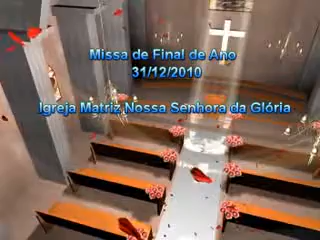 Missa de Final de Ano
31/12/2010
Igreja Matriz Nossa Senhora da Glória